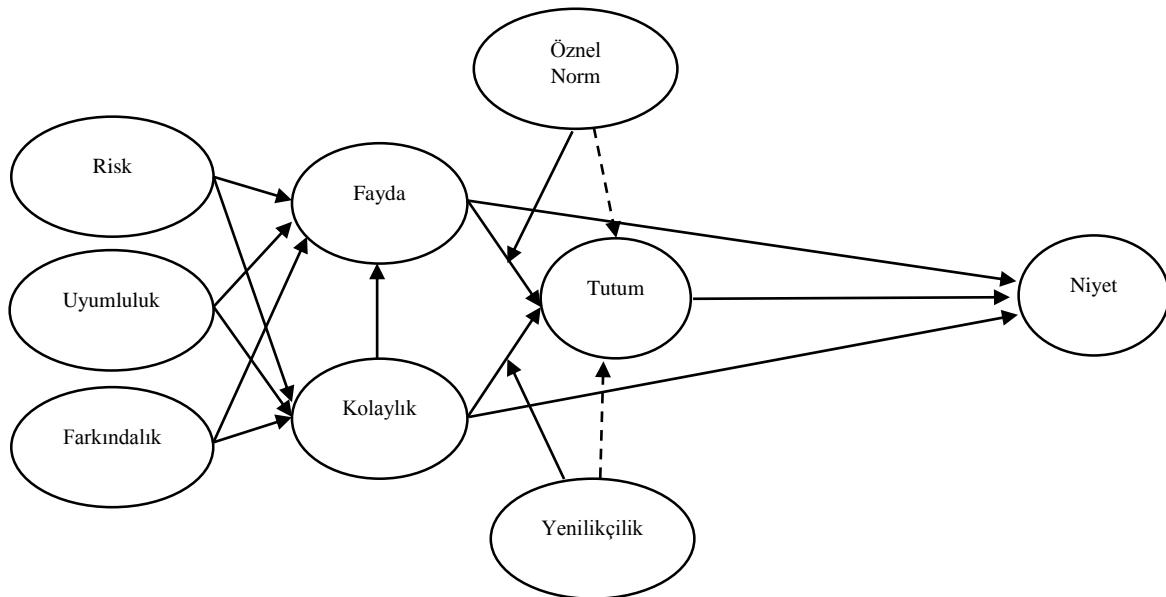 Öznel
Norm
Risk
Fayda
Uyumluluk
Tutum
Niyet
Kolaylık
Farkındalık
Yenilikçilik